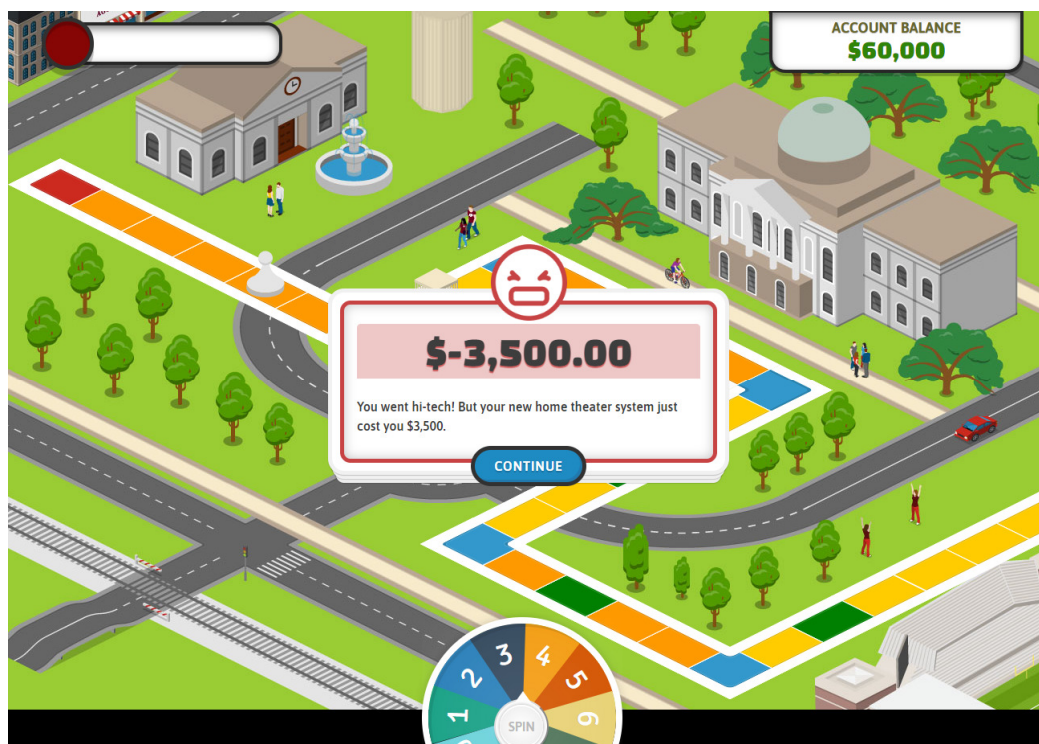 ACCOUNT BALANCE
$60,000
$-3,500.00
You went hi-tech! But your new home theater system just
cost you $3,500.
CONTINUE
1 2 3 4 5 6
SPIN